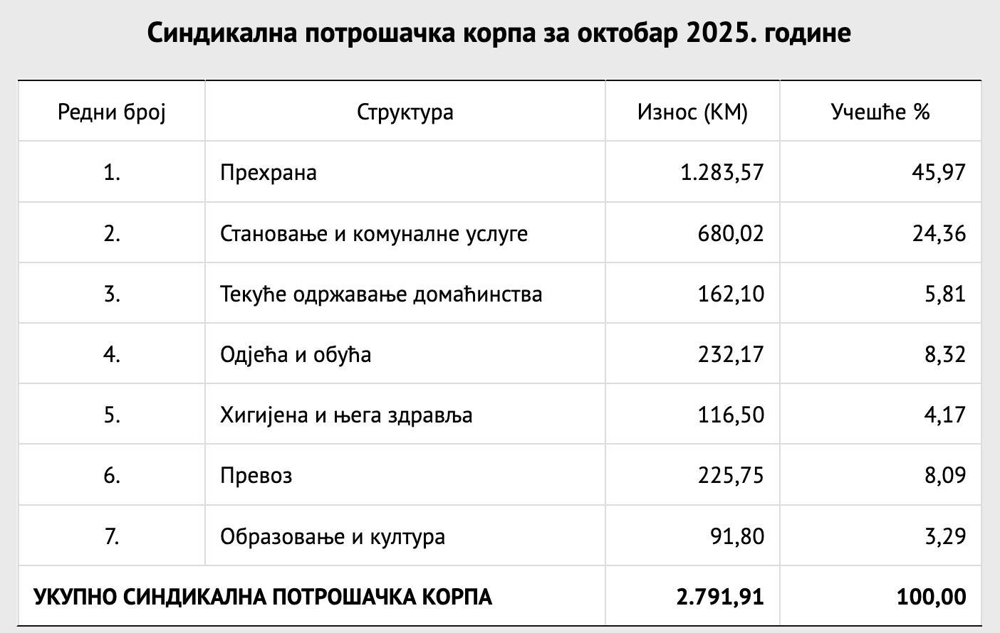 Синдикална потрошачка корпа за октобар 2025. године
Редни број Структура Износ (КМ) Учешће %
1. Прехрана 1.283,57 45,97
2. Становање и комуналне услуге 680,02 24,36
3. Текуће одржавање домаћинства 162,10 5,81
4. Одјећа и обућа 232,17 8,32
5. Хигијена и њега здравља 116,50 4,17
6. Превоз 225,75 8,09
7. Образовање и култура 91,80 3,29
УКУПНО СИНДИКАЛНА ПОТРОШАЧКА КОРПА 2.791,91 100,00